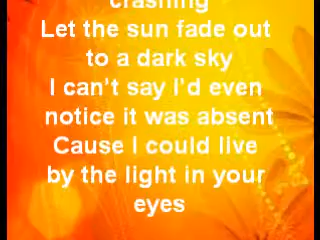 crashing
Let the sun fade out
to a dark sky
I can't say I'd even
notice it was absent
Cause I could live
by the light in your
eyes